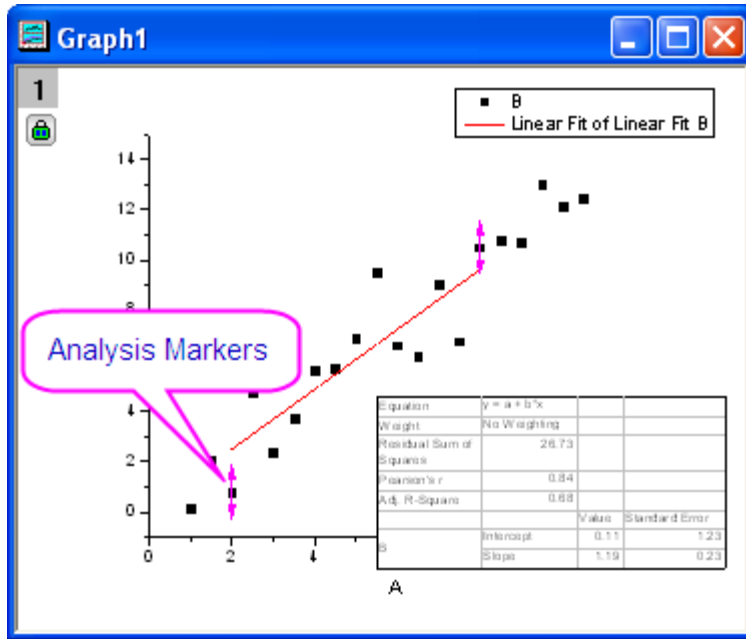 Graph1
1
B
Linear Fit of Linear Fit B
14
12
10
8
Analysis Markers
4
2
0
0
2
4
Equation y = a + b*x
Weight No Weighting
Residual Sum of Squares 26.73
Pearson's r 0.84
Adj. R-Square 0.68
Value Standard Error
B Intercept 0.11 1.23
Slope 1.19 0.23
A